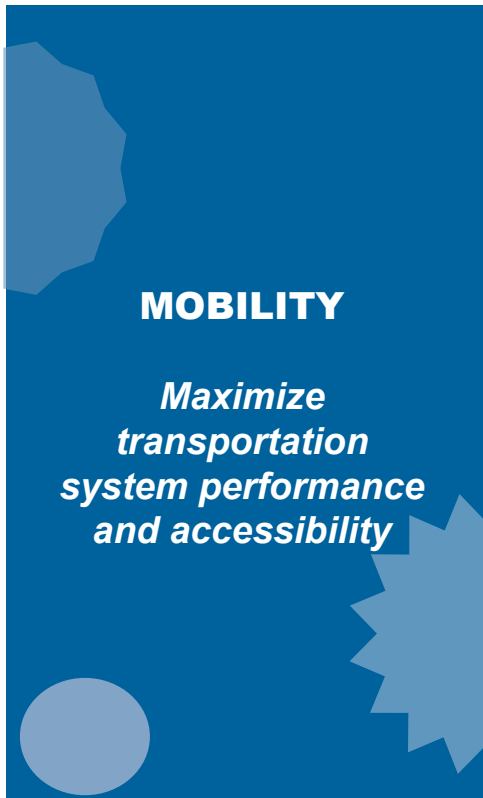 MOBILITY
Maximize
transportation
system performance
and accessibility